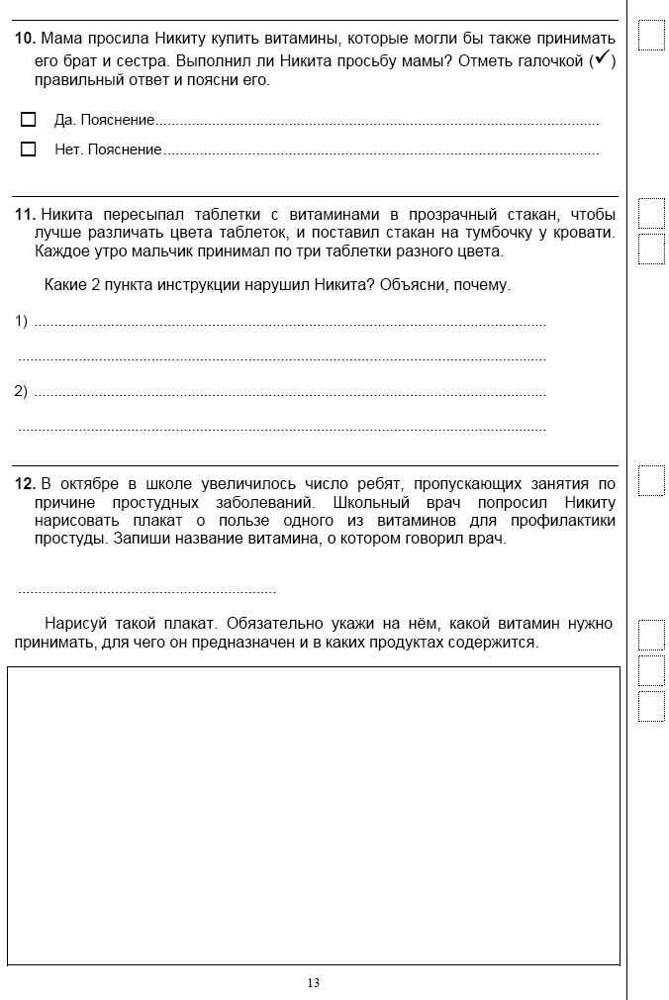 10. Мама просила Никиту купить витамины, которые могли бы также принимать
его брат и сестра. Выполнил ли Никита просьбу мамы? Отметь галочкой (✓)
правильный ответ и поясни его.
Да. Пояснение.............................................................................................................
Нет. Пояснение...........................................................................................................
11. Никита пересыпал таблетки с витаминами в прозрачный стакан, чтобы
лучше различать цвета таблеток, и поставил стакан на тумбочку у кровати.
Каждое утро мальчик принимал по три таблетки разного цвета.
Какие 2 пункта инструкции нарушил Никита? Объясни, почему.
1) ..............................................................................................................................
..................................................................................................................................
2) ..............................................................................................................................
..................................................................................................................................
12. В октябре в школе увеличилось число ребят, пропускающих занятия по
причине простудных заболеваний. Школьный врач попросил Никиту
нарисовать плакат о пользе одного из витаминов для профилактики
простуды. Запиши название витамина, о котором говорил врач.
...............................................................
Нарисуй такой плакат. Обязательно укажи на нём, какой витамин нужно
принимать, для чего он предназначен и в каких продуктах содержится.
13